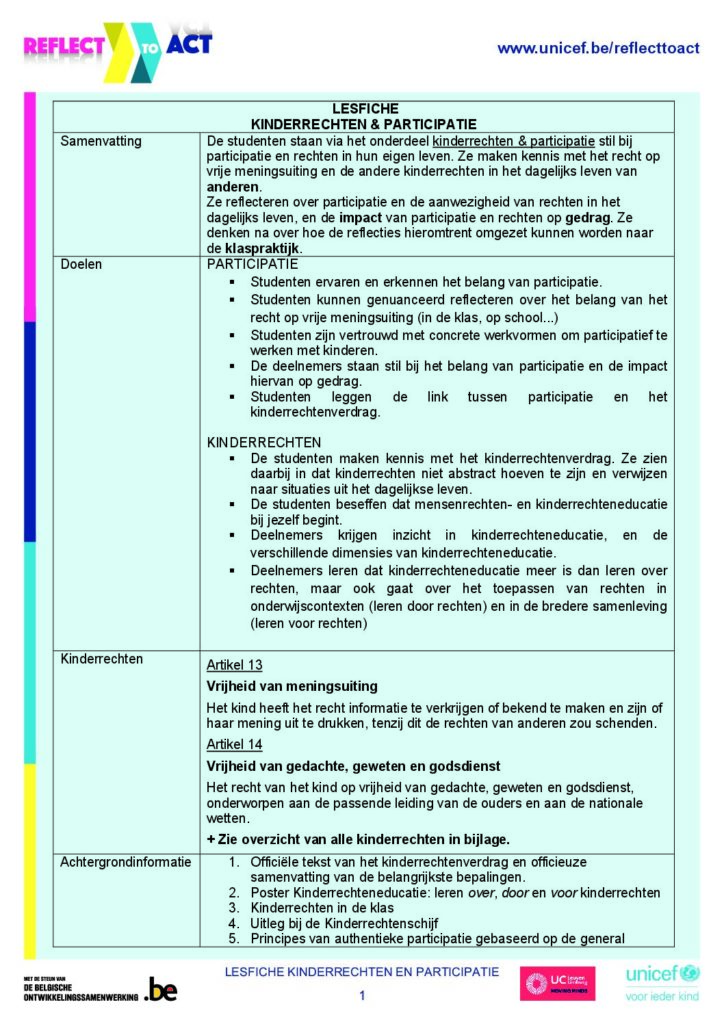 REFLECT TO ACT
www.unicef.be/reflecttoact
LESFICHE
KINDERRECHTEN & PARTICIPATIE
Samenvatting
De studenten staan via het onderdeel kinderrechten & participatie stil bij
participatie en rechten in hun eigen leven. Ze maken kennis met het recht op
vrije meningsuiting en de andere kinderrechten in het dagelijks leven van
anderen.
Ze reflecteren over participatie en de aanwezigheid van rechten in het
dagelijks leven, en de impact van participatie en rechten op gedrag. Ze
denken na over hoe de reflecties hieromtrent omgezet kunnen worden naar
de klaspraktijk.
Doelen
PARTICIPATIE
▪ Studenten ervaren en erkennen het belang van participatie.
▪ Studenten kunnen genuanceerd reflecteren over het belang van het
recht op vrije meningsuiting (in de klas, op school...)
▪ Studenten zijn vertrouwd met concrete werkvormen om participatief te
werken met kinderen.
▪ De deelnemers staan stil bij het belang van participatie en de impact
hiervan op gedrag.
▪ Studenten leggen de link tussen participatie en het
kinderrechtenverdrag.
KINDERRECHTEN
▪ De studenten maken kennis met het kinderrechtenverdrag. Ze zien
daarbij in dat kinderrechten niet abstract hoeven te zijn en verwijzen
naar situaties uit het dagelijkse leven.
▪ De studenten beseffen dat mensenrechten- en kinderrechteneducatie
bij jezelf begint.
▪ Deelnemers krijgen inzicht in kinderrechteneducatie, en de
verschillende dimensies van kinderrechteneducatie.
▪ Deelnemers leren dat kinderrechteneducatie meer is dan leren over
rechten, maar ook gaat over het toepassen van rechten in
onderwijscontexten (leren door rechten) en in de bredere samenleving
(leren voor rechten)
Kinderrechten
Artikel 13
Vrijheid van meningsuiting
Het kind heeft het recht informatie te verkrijgen of bekend te maken en zijn of
haar mening uit te drukken, tenzij dit de rechten van anderen zou schenden.
Artikel 14
Vrijheid van gedachte, geweten en godsdienst
Het recht van het kind op vrijheid van gedachte, geweten en godsdienst,
onderworpen aan de passende leiding van de ouders en aan de nationale
wetten.
+ Zie overzicht van alle kinderrechten in bijlage.
Achtergrondinformatie
1. Officiële tekst van het kinderrechtenverdrag en officieuze
samenvatting van de belangrijkste bepalingen.
2. Poster Kinderrechteneducatie: leren over, door en voor kinderrechten
3. Kinderrechten in de klas
4. Uitleg bij de Kinderrechtenschijf
5. Principes van authentieke participatie gebaseerd op de general
MET DE STEUN VAN
DE BELGISCHE
ONTWIKKELINGSSAMENWERKING .be
LESFICHE KINDERRECHTEN EN PARTICIPATIE
1
UC Leuven
Limburg
MOVING MINDS
unicef
voor ieder kind